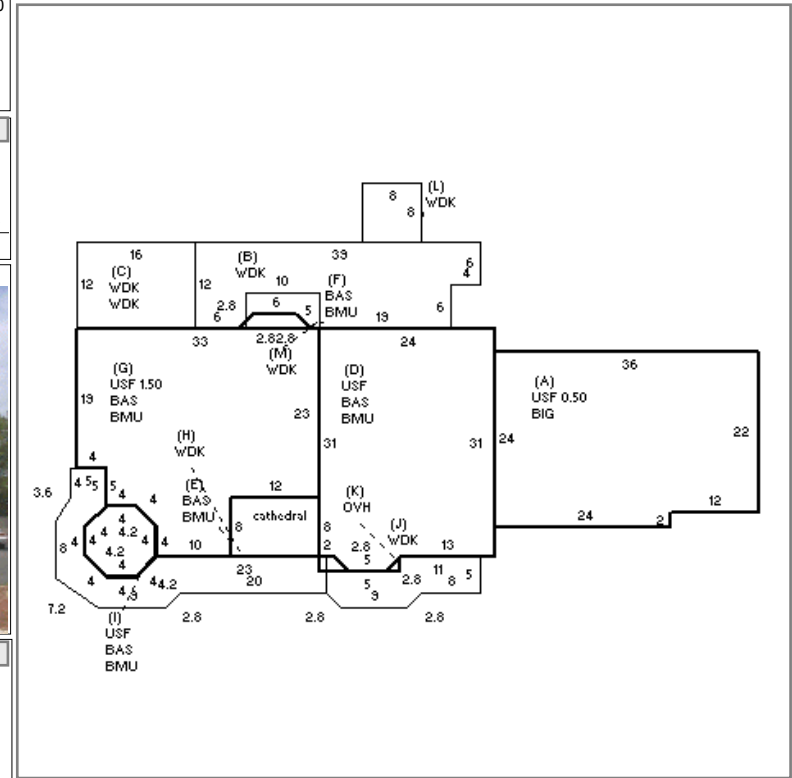 8
8
(L)
WDK
16
39
(C)
WDK
WDK
12
12
(B)
WDK
10
6
4
(F)
BAS
BMU
2.8
6
6
5
19
6
33
2.82.8
24
(M)
WDK
36
(G)
USF 1.50
BAS
BMU
(D)
USF
BAS
BMU
(A)
USF 0.50
BIG
19
23
31
31
24
22
(H)
WDK
4
3.6
4 5 5
5
4
4
(E)
BAS
BMU
12
cathedral
(K)
OVH
12
24
2
8
8
(J)
WDK
4
4
4
4.2
4
4
8
4
4.2
4
10
2
2.8
5
13
4
4
4.2
23
20
5
9
2.8
11
8
5
7.2
2.8
2.8
2.8
(I)
USF
BAS
BMU